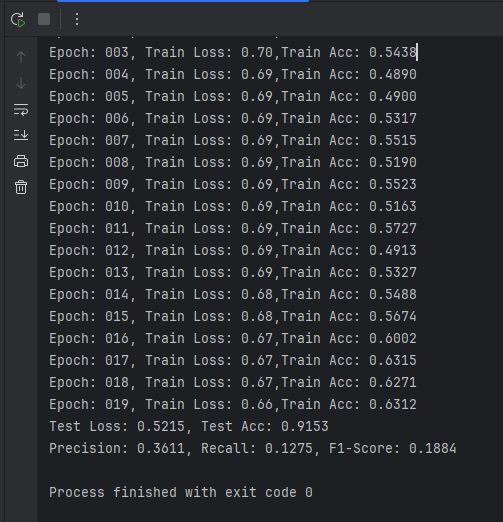 Epoch: 003, Train Loss: 0.70,Train Acc: 0.5438
Epoch: 004, Train Loss: 0.69,Train Acc: 0.4890
Epoch: 005, Train Loss: 0.69,Train Acc: 0.4900
Epoch: 006, Train Loss: 0.69,Train Acc: 0.5317
Epoch: 007, Train Loss: 0.69,Train Acc: 0.5515
Epoch: 008, Train Loss: 0.69,Train Acc: 0.5190
Epoch: 009, Train Loss: 0.69,Train Acc: 0.5523
Epoch: 010, Train Loss: 0.69,Train Acc: 0.5163
Epoch: 011, Train Loss: 0.69,Train Acc: 0.5727
Epoch: 012, Train Loss: 0.69,Train Acc: 0.4913
Epoch: 013, Train Loss: 0.69,Train Acc: 0.5327
Epoch: 014, Train Loss: 0.68,Train Acc: 0.5488
Epoch: 015, Train Loss: 0.68,Train Acc: 0.5674
Epoch: 016, Train Loss: 0.67,Train Acc: 0.6002
Epoch: 017, Train Loss: 0.67,Train Acc: 0.6315
Epoch: 018, Train Loss: 0.67,Train Acc: 0.6271
Epoch: 019, Train Loss: 0.66,Train Acc: 0.6312
Test Loss: 0.5215, Test Acc: 0.9153
Precision: 0.3611, Recall: 0.1275, F1-Score: 0.1884
Process finished with exit code 0